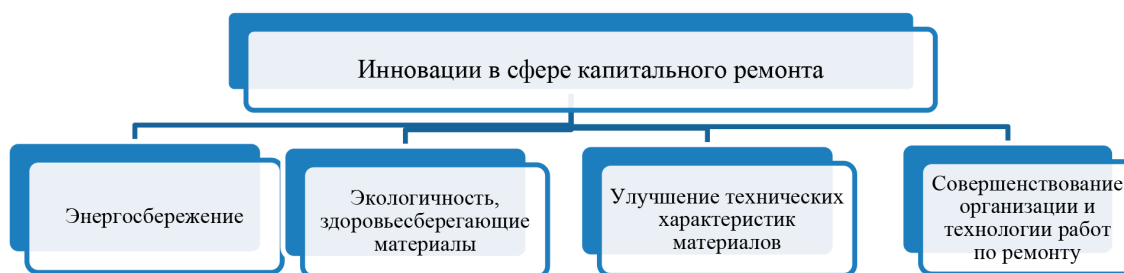 Инновации в сфере капитального ремонта
Энергосбережение
Экологичность,
здоровьесберегающие
материалы
Улучшение технических
характеристик
материалов
Совершенствование
организации и
технологии работ
по ремонту